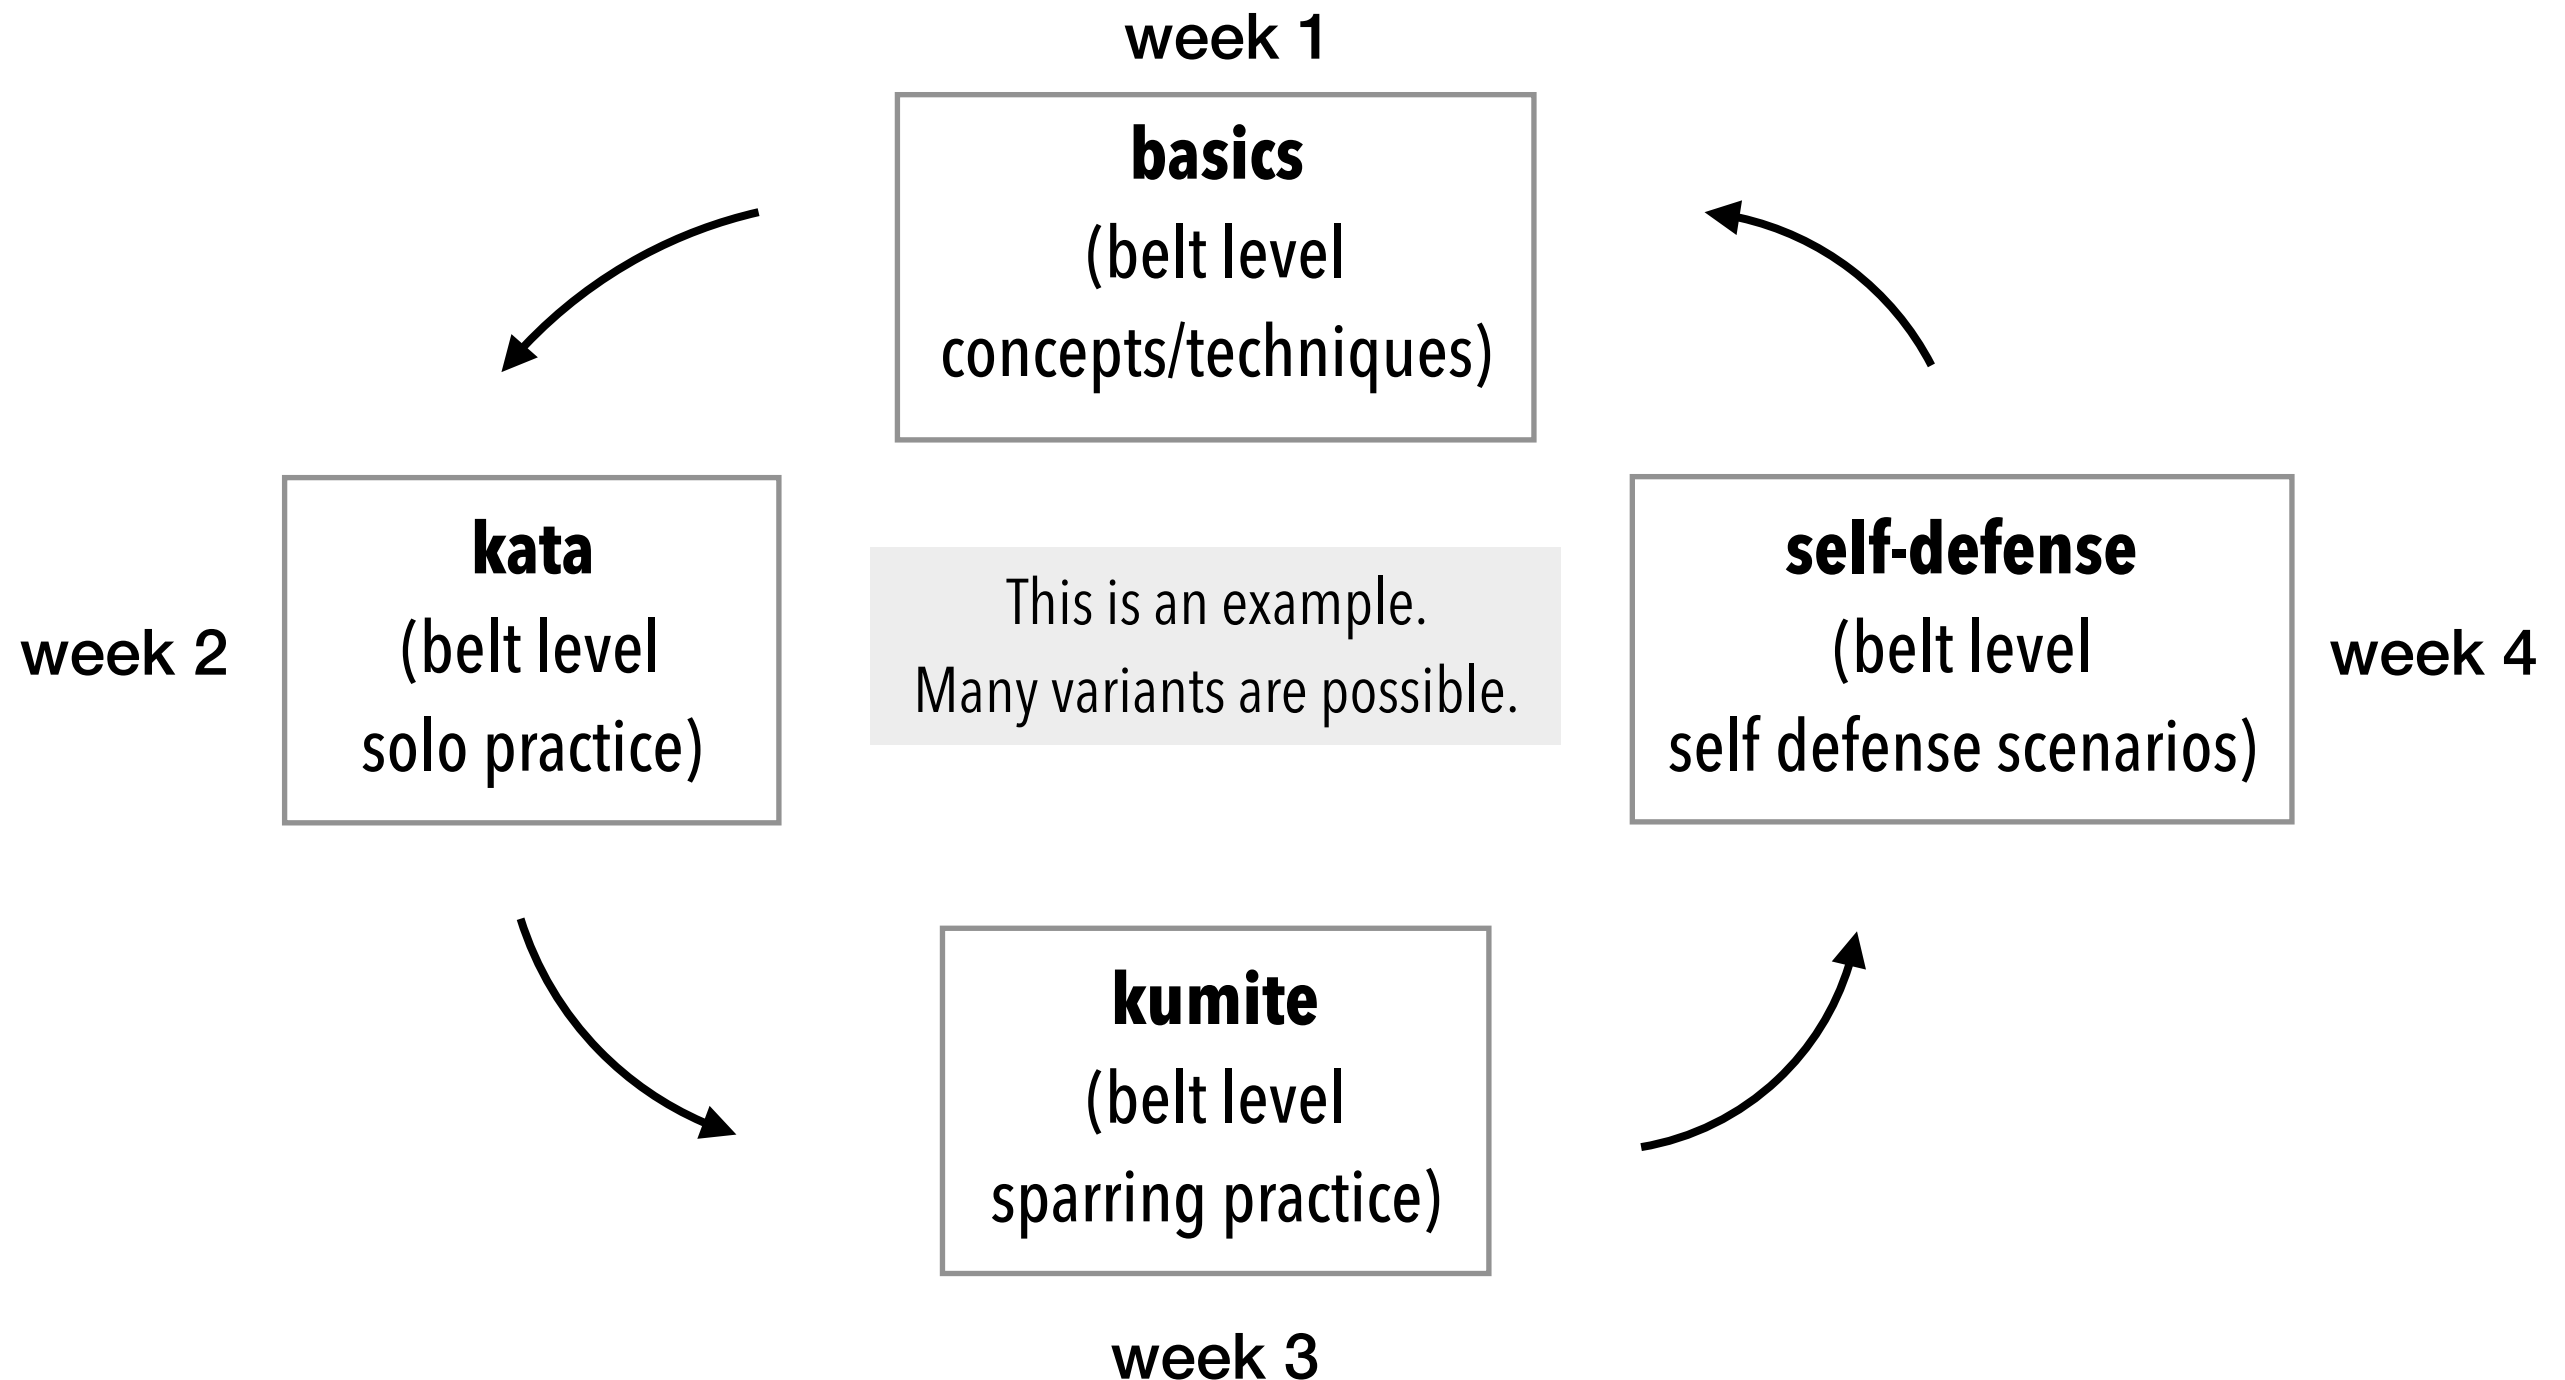 week 1
basics
(belt level
concepts/techniques)
week 2
kata
(belt level
solo practice)
This is an example.
Many variants are possible.
self-defense
(belt level
self defense scenarios)
week 4
kumite
(belt level
sparring practice)
week 3